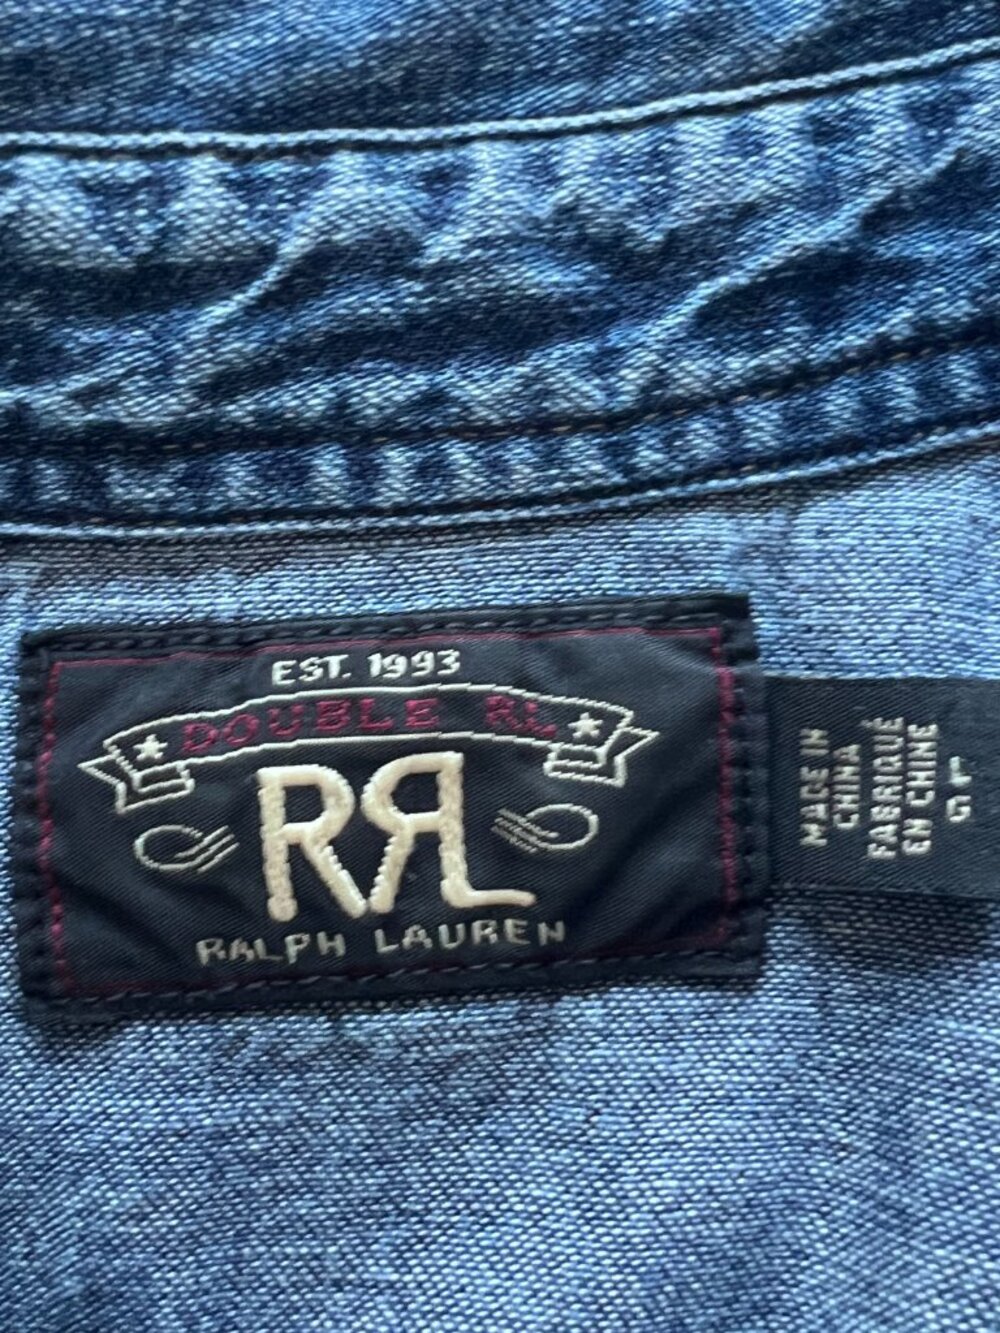 EST. 1993
DOUBLE RL
RRL
RALPH LAUREN
MADE IN
CHINA
FABRIQUÉ
EN CHINE